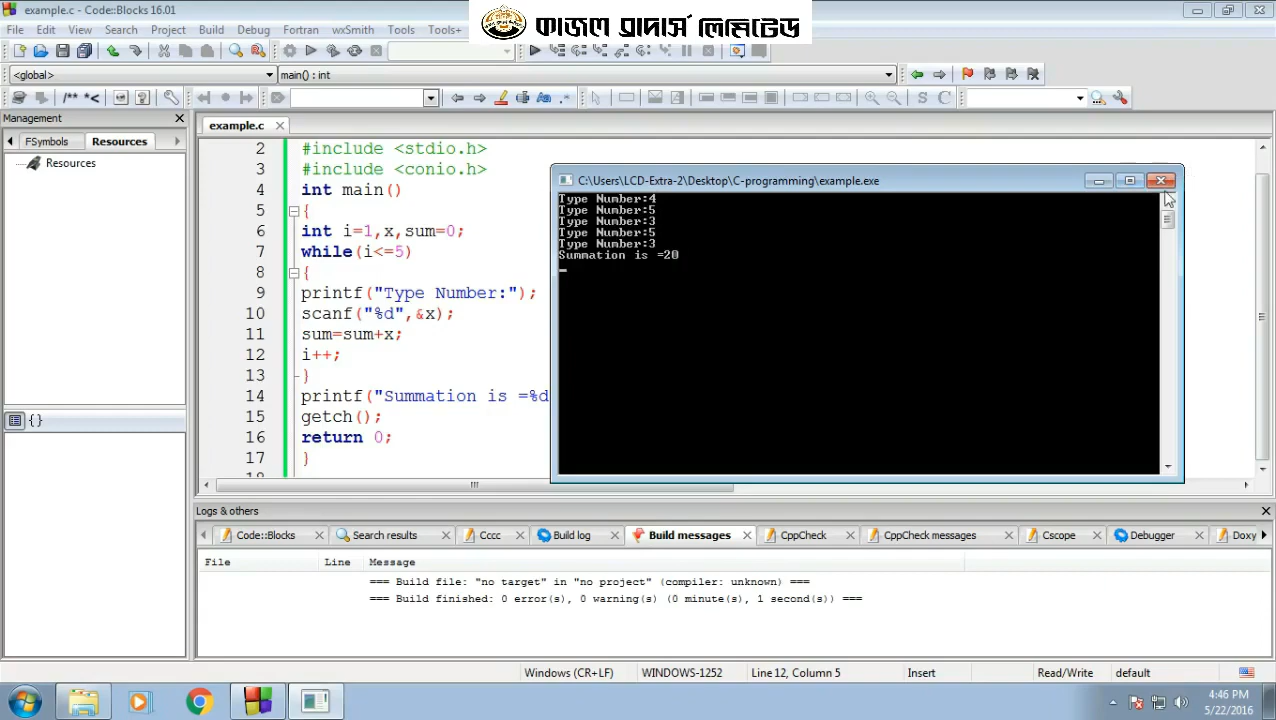 example.c - Code::Blocks 16.01
কাজল ব্রাদার্স লিমিটেড
File Edit View Search Project Build Debug Fortran wxSmith Tools Tools+
<global> main() : int
/** *<
S C
Management
FSymbols Resources
Resources
{}
example.c
2 #include <stdio.h>
3 #include <conio.h>
4 int main()
5 {
6 int i=1,x,sum=0;
7 while(i<=5)
8 {
9 printf("Type Number:");
10 scanf("%d",&x);
11 sum=sum+x;
12 i++;
13 }
14 printf("Summation is =%d
15 getch();
16 return 0;
17 }
C:\Users\LCD-Extra-2\Desktop\C-programming\example.exe
Type Number:4
Type Number:5
Type Number:3
Type Number:5
Type Number:3
Summation is =20
Logs & others
Code::Blocks Search results Cccc Build log Build messages CppCheck CppCheck messages Cscope Debugger Doxy
File Line Message
=== Build file: "no target" in "no project" (compiler: unknown) ===
=== Build finished: 0 error(s), 0 warning(s) (0 minute(s), 1 second(s)) ===
Windows (CR+LF) WINDOWS-1252 Line 12, Column 5 Insert Read/Write default
4:46 PM
5/22/2016